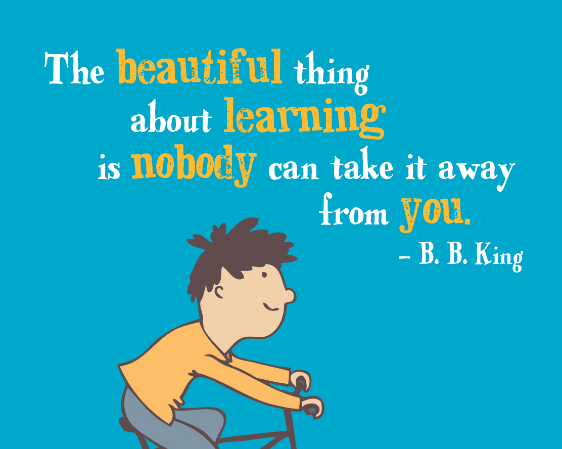 The beautiful thing
about learning
is nobody can take it away
from you.
– B. B. King